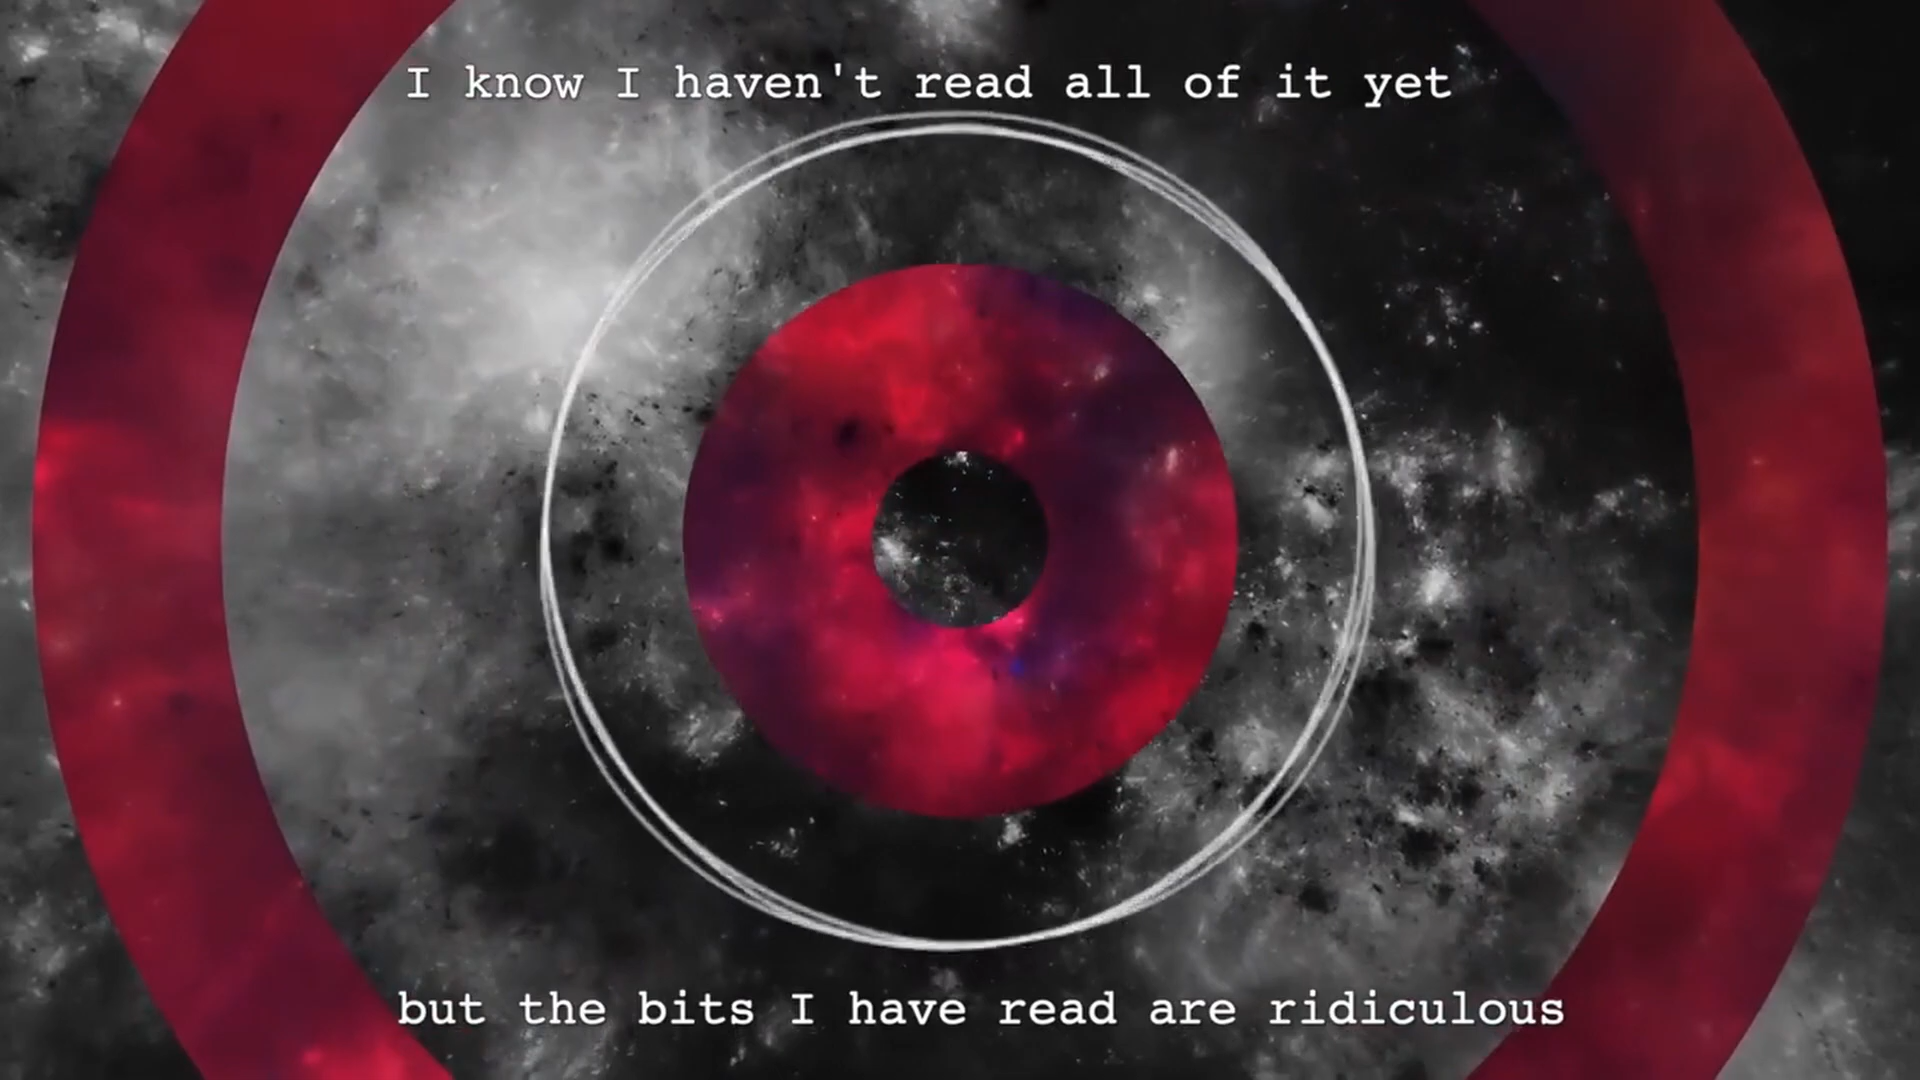 I know I haven't read all of it yet
but the bits I have read are ridiculous